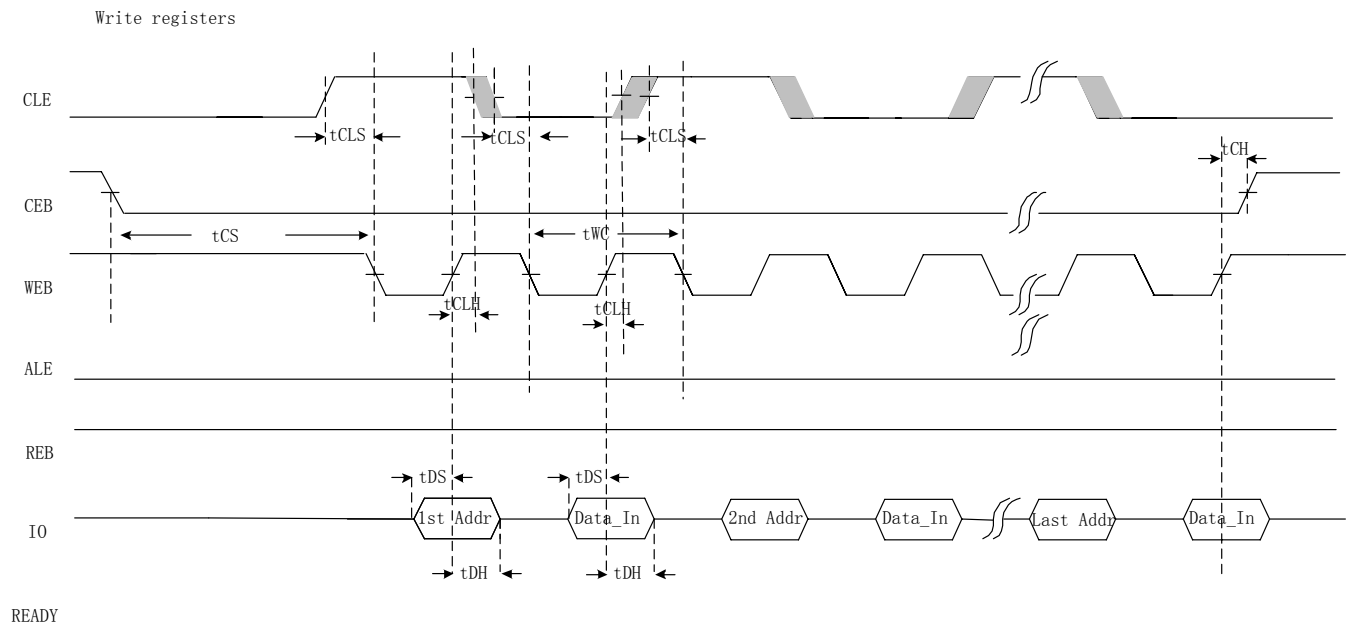 Write registers
CLE
tCLS
tCLS
tCLS
tCH
CEB
tCS
tWC
WEB
tCLH
tCLH
ALE
REB
tDS
tDS
IO
1st Addr
Data_In
2nd Addr
Data_In
Last Addr
Data_In
tDH
tDH
READY